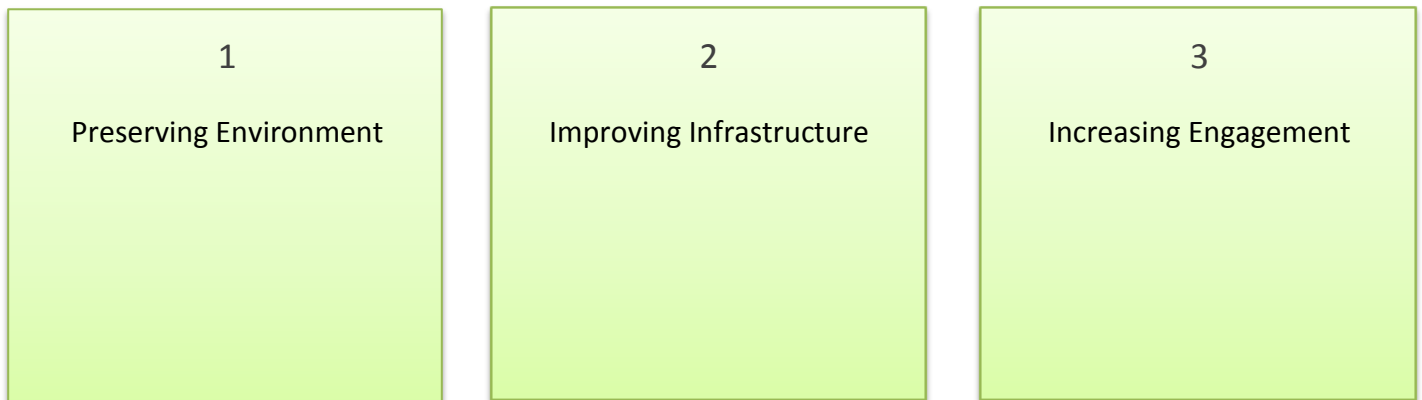 1
Preserving Environment
2
Improving Infrastructure
3
Increasing Engagement